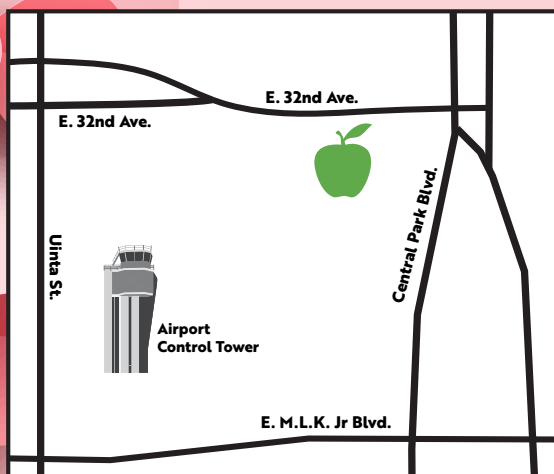 E. 32nd Ave.
E. 32nd Ave.
Central Park Blvd.
Uinta St.
Airport
Control Tower
E. M.L.K. Jr Blvd.